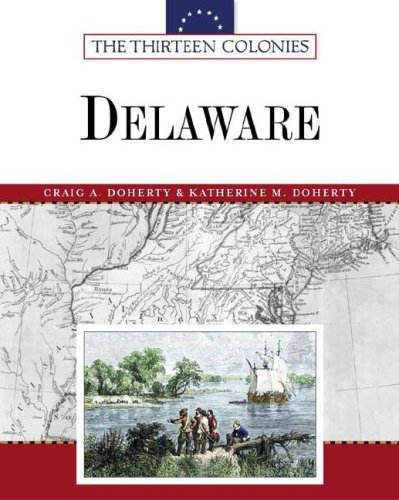 THE THIRTEEN COLONIES
DELAWARE
CRAIG A. DOHERTY & KATHERINE M. DOHERTY